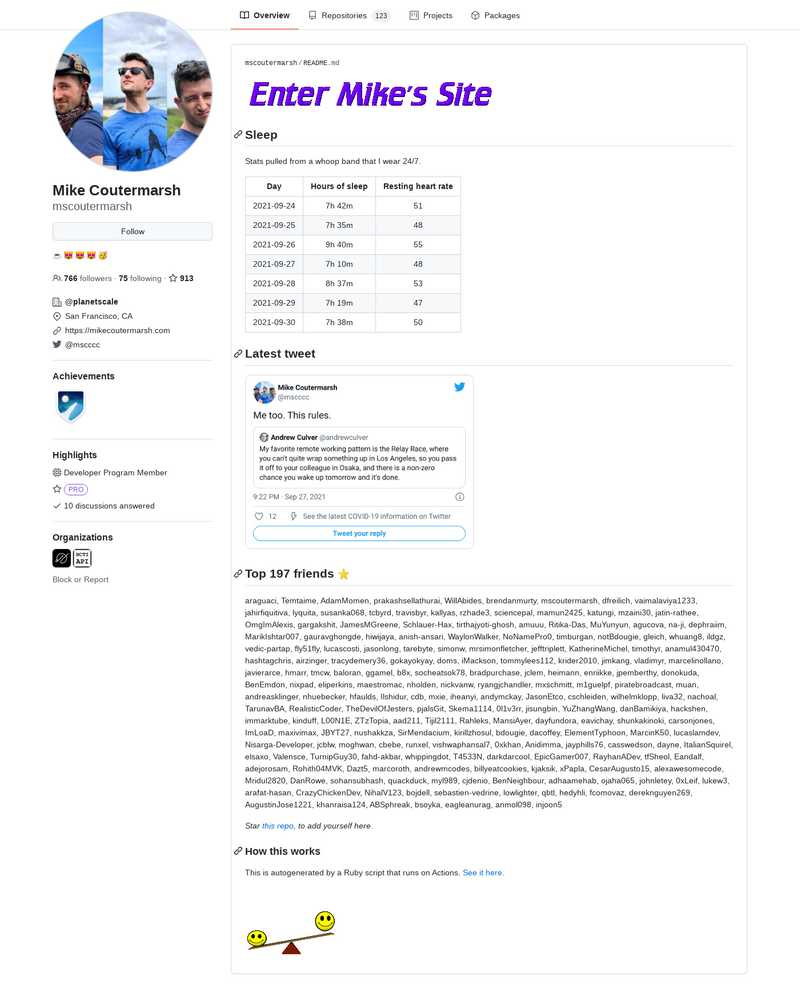 Overview Repositories 123 Projects Packages
Mike Coutermarsh
mscoutermarsh
Follow
766 followers · 75 following · 913
@planetscale
San Francisco, CA
https://mikecoutermarsh.com
@mscccc
Achievements
Highlights
Developer Program Member
PRO
10 discussions answered
Organizations
HCTI
API
Block or Report
mscoutermarsh / README.md
Enter Mike's Site
Sleep
Stats pulled from a whoop band that I wear 24/7.
Day Hours of sleep Resting heart rate
2021-09-24 7h 42m 51
2021-09-25 7h 35m 48
2021-09-26 9h 40m 55
2021-09-27 7h 10m 48
2021-09-28 8h 37m 53
2021-09-29 7h 19m 47
2021-09-30 7h 38m 50
Latest tweet
Mike Coutermarsh
@mscccc
Me too. This rules.
Andrew Culver @andrewculver
My favorite remote working pattern is the Relay Race, where
you can't quite wrap something up in Los Angeles, so you pass
it off to your colleague in Osaka, and there is a non-zero
chance you wake up tomorrow and it's done.
9:22 PM · Sep 27, 2021
12 See the latest COVID-19 information on Twitter
Tweet your reply
Top 197 friends
araguaci, Temtaime, AdamMomen, prakashsellathurai, WillAbides, brendanmurty, mscoutermarsh, dfreilich, vaimalaviya1233,
jahirfiquitiva, lyquita, susanka068, tcbyrd, travisbyr, kallyas, rzhade3, sciencepal, mamun2425, katungi, mzaini30, jatin-rathee,
OmgImAlexis, gargakshit, JamesMGreene, Schlauer-Hax, tirthajyoti-ghosh, amuuu, Ritika-Das, MuYunyun, agucova, na-ji, dephraiim,
MarikIshtar007, gauravghongde, hiwijaya, anish-ansari, WaylonWalker, NoNamePro0, timburgan, notBdougie, gleich, whuang8, ildgz,
vedic-partap, fly51fly, lucascosti, jasonlong, tarebyte, simonw, mrsimonfletcher, jefftriplett, KatherineMichel, timothyr, anamul430470,
hashtagchris, airzinger, tracydemery36, gokayokyay, doms, iMackson, tommylees112, krider2010, jimkang, vladimyr, marcelinollano,
javierarce, hmarr, tmcw, baloran, ggamel, b8x, socheatsok78, bradpurchase, jclem, heimann, enriikke, jpemberthy, donokuda,
BenEmdon, nixpad, eliperkins, maestromac, nholden, nickvanw, ryangjchandler, mxschmitt, m1guelpf, piratebroadcast, muan,
andreasklinger, nhuebecker, hfaulds, llshidur, cdb, mxie, iheanyi, andymckay, JasonEtco, cschleiden, wilhelmklopp, liva32, nachoal,
TarunavBA, RealisticCoder, TheDevilOfJesters, pjalsGit, Skema1114, 0l1v3rr, jisungbin, YuZhangWang, danBamikiya, hackshen,
immarktube, kinduff, L00N1E, ZTzTopia, aad211, Tijil2111, Rahleks, MansiAyer, dayfundora, eavichay, shunkakinoki, carsonjones,
ImLoaD, maxivimax, JBYT27, nushakkza, SirMendacium, kirillzhosul, bdougie, dacoffey, ElementTyphoon, MarcinK50, lucaslarndev,
Nisarga-Developer, jcblw, moghwan, cbebe, runxel, vishwaphansal7, 0xkhan, Anidimma, jayphills76, casswedson, dayne, ItalianSquirel,
elsaxo, Valensce, TurnipGuy30, fahd-akbar, whippingdot, T4533N, darkdarcool, EpicGamer007, RayhanADev, tfSheol, Eandalf,
adejorosam, Rohith04MVK, Dazt5, marcoroth, andrewmcodes, billyeatcookies, kjaksik, xPapla, CesarAugusto15, alexawesomecode,
Mridul2820, DanRowe, sohansubhash, quackduck, myl989, cjdenio, BenNeighbour, adhaamehab, ojaha065, johnletey, 0xLeif, lukew3,
arafat-hasan, CrazyChickenDev, NihalV123, bojdell, sebastien-vedrine, lowlighter, qbtl, hedyhli, fcomovaz, dereknguyen269,
AugustinJose1221, khanraisa124, ABSphreak, bsoyka, eagleanurag, anmol098, injoon5
Star this repo, to add yourself here.
How this works
This is autogenerated by a Ruby script that runs on Actions. See it here.